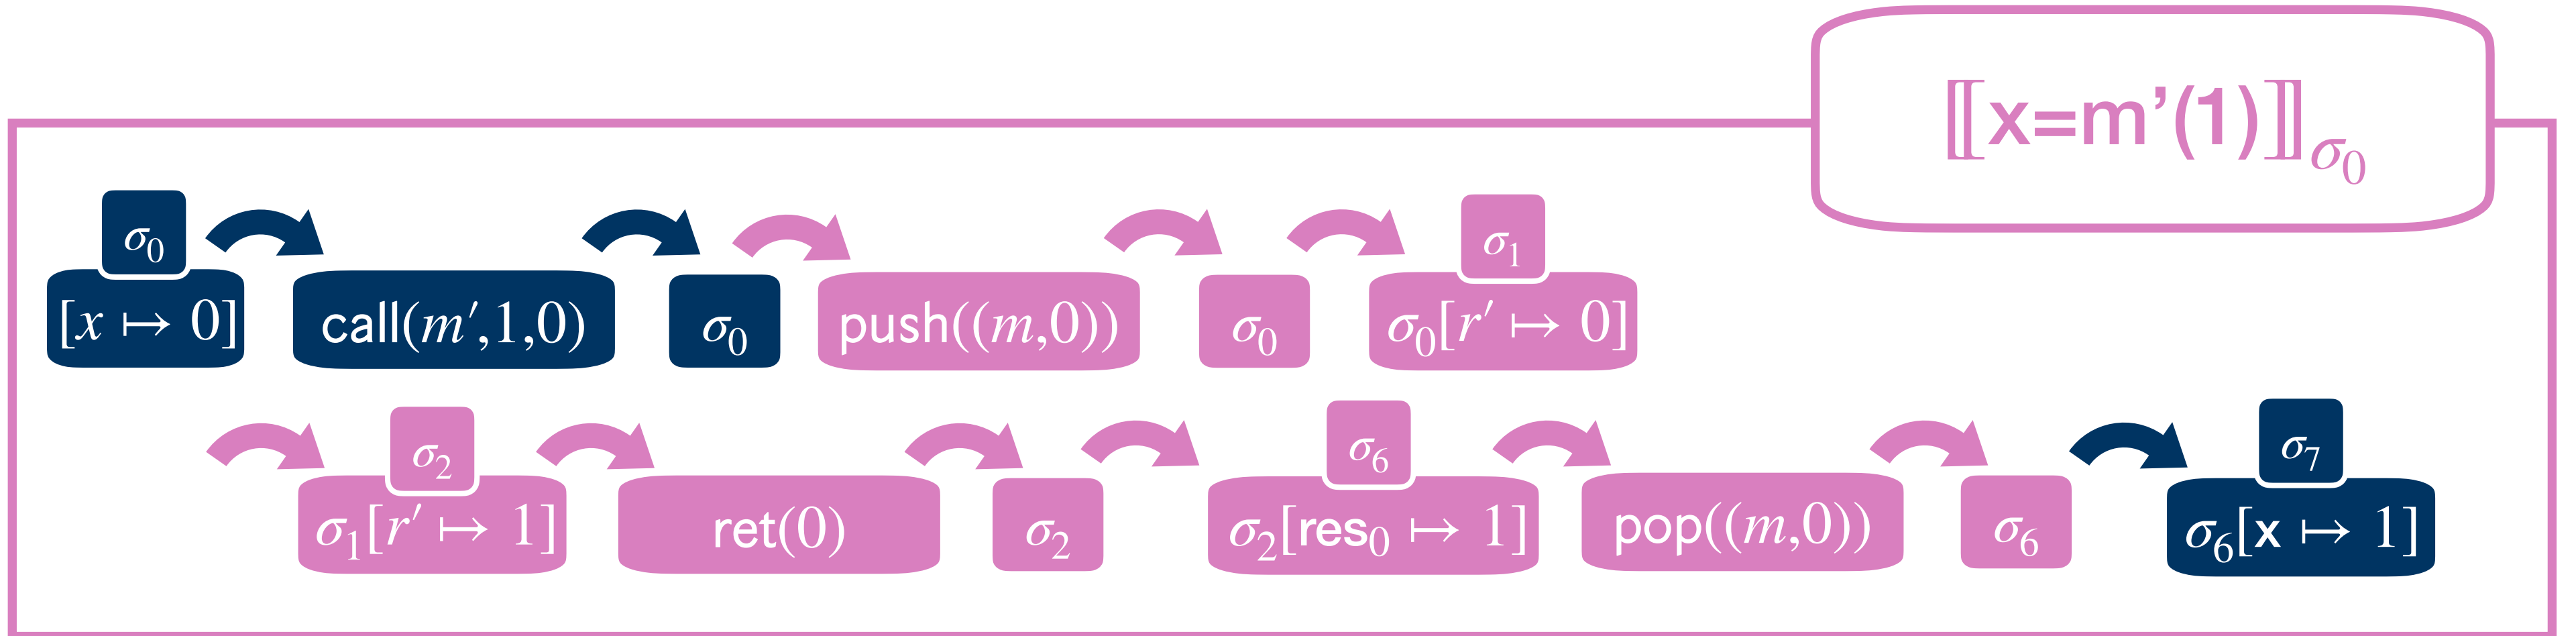 ⟦x=m’(1)⟧σ₀
σ₀ σ₁
[x ↦ 0] call(m′,1,0) σ₀ push((m,0)) σ₀ σ₀[r′ ↦ 0]
σ₂ σ₆ σ₇
σ₁[r′ ↦ 1] ret(0) σ₂ σ₂[res₀ ↦ 1] pop((m,0)) σ₆ σ₆[x ↦ 1]